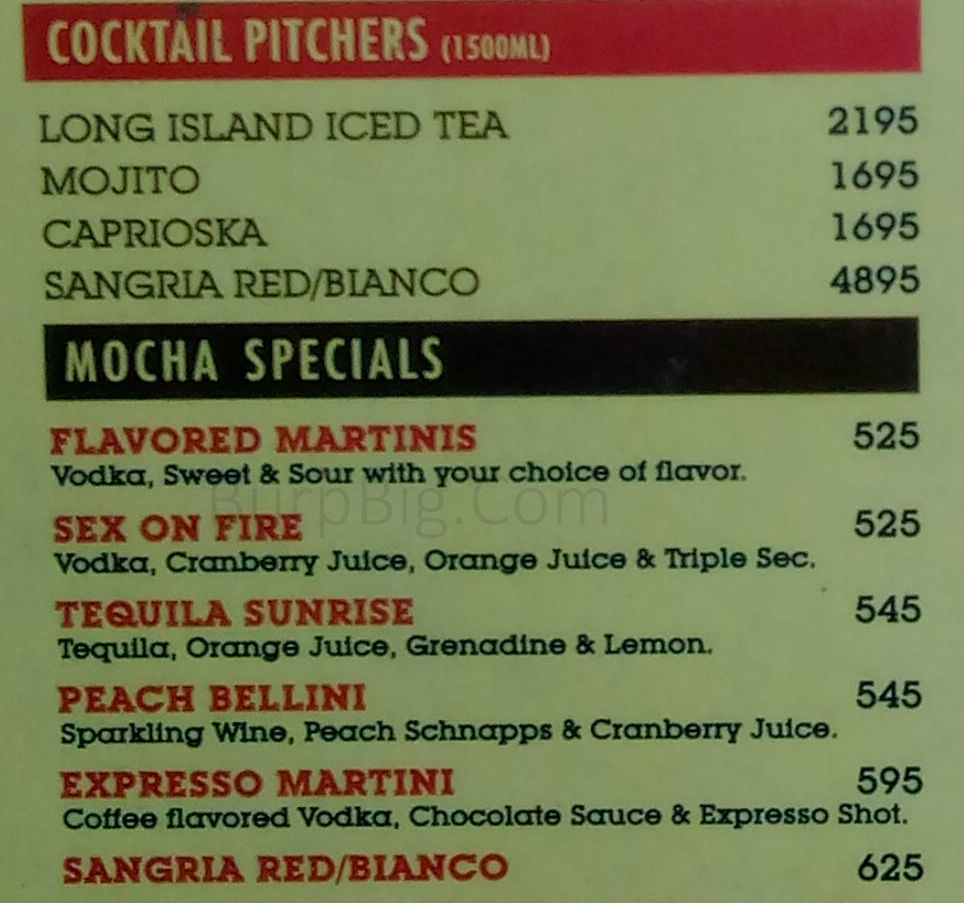 COCKTAIL PITCHERS (1500ML)
LONG ISLAND ICED TEA 2195
MOJITO 1695
CAPRIOSKA 1695
SANGRIA RED/BIANCO 4895
MOCHA SPECIALS
FLAVORED MARTINIS 525
Vodka, Sweet & Sour with your choice of flavor.
BurpBig.Com
SEX ON FIRE 525
Vodka, Cranberry Juice, Orange Juice & Triple Sec.
TEQUILA SUNRISE 545
Tequila, Orange Juice, Grenadine & Lemon.
PEACH BELLINI 545
Sparkling Wine, Peach Schnapps & Cranberry Juice.
EXPRESSO MARTINI 595
Coffee flavored Vodka, Chocolate Sauce & Expresso Shot.
SANGRIA RED/BIANCO 625